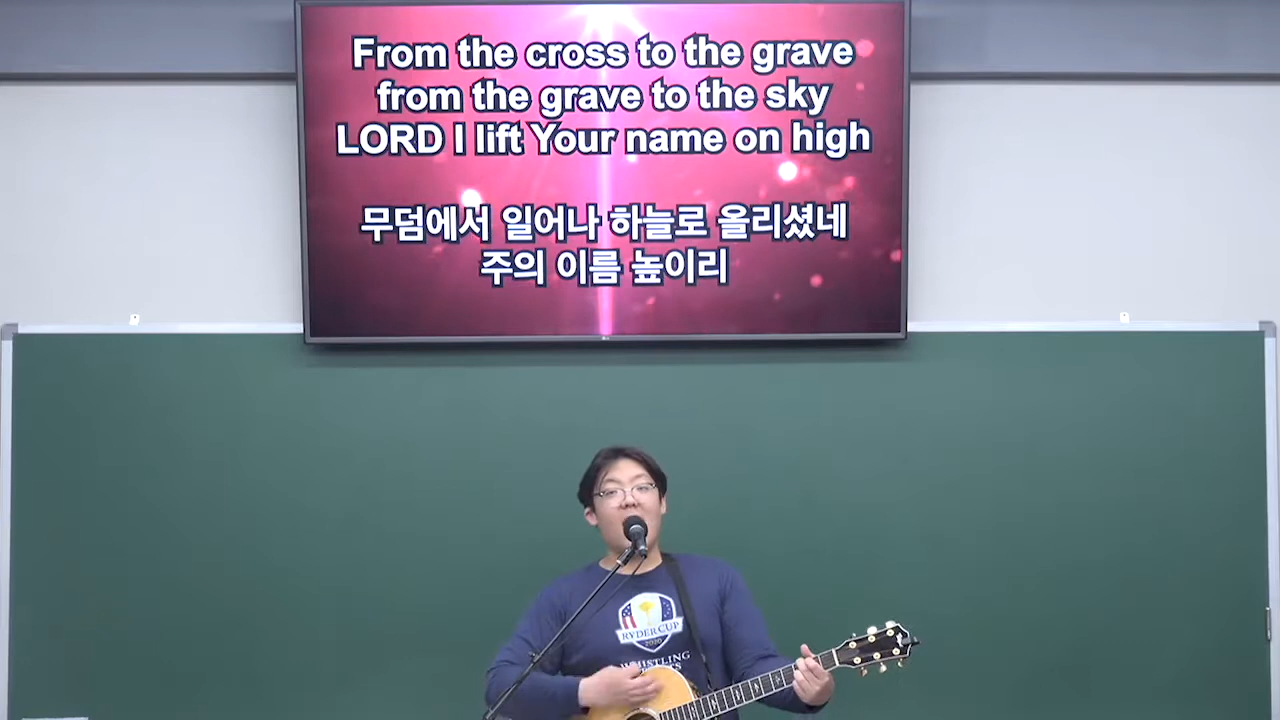 From the cross to the grave
from the grave to the sky
LORD I lift Your name on high
무덤에서 일어나 하늘로 올리셨네
주의 이름 높이리
RYDER CUP
2020
WHISTLING